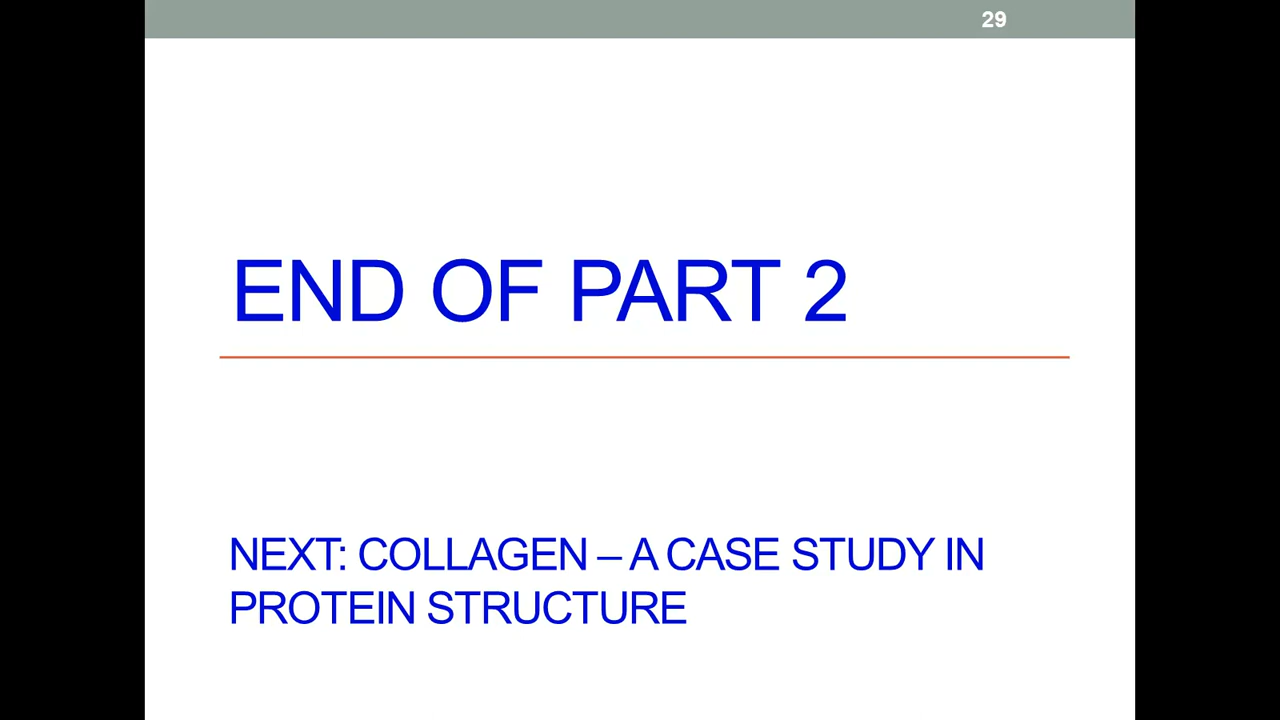 29
END OF PART 2
NEXT: COLLAGEN – A CASE STUDY IN
PROTEIN STRUCTURE